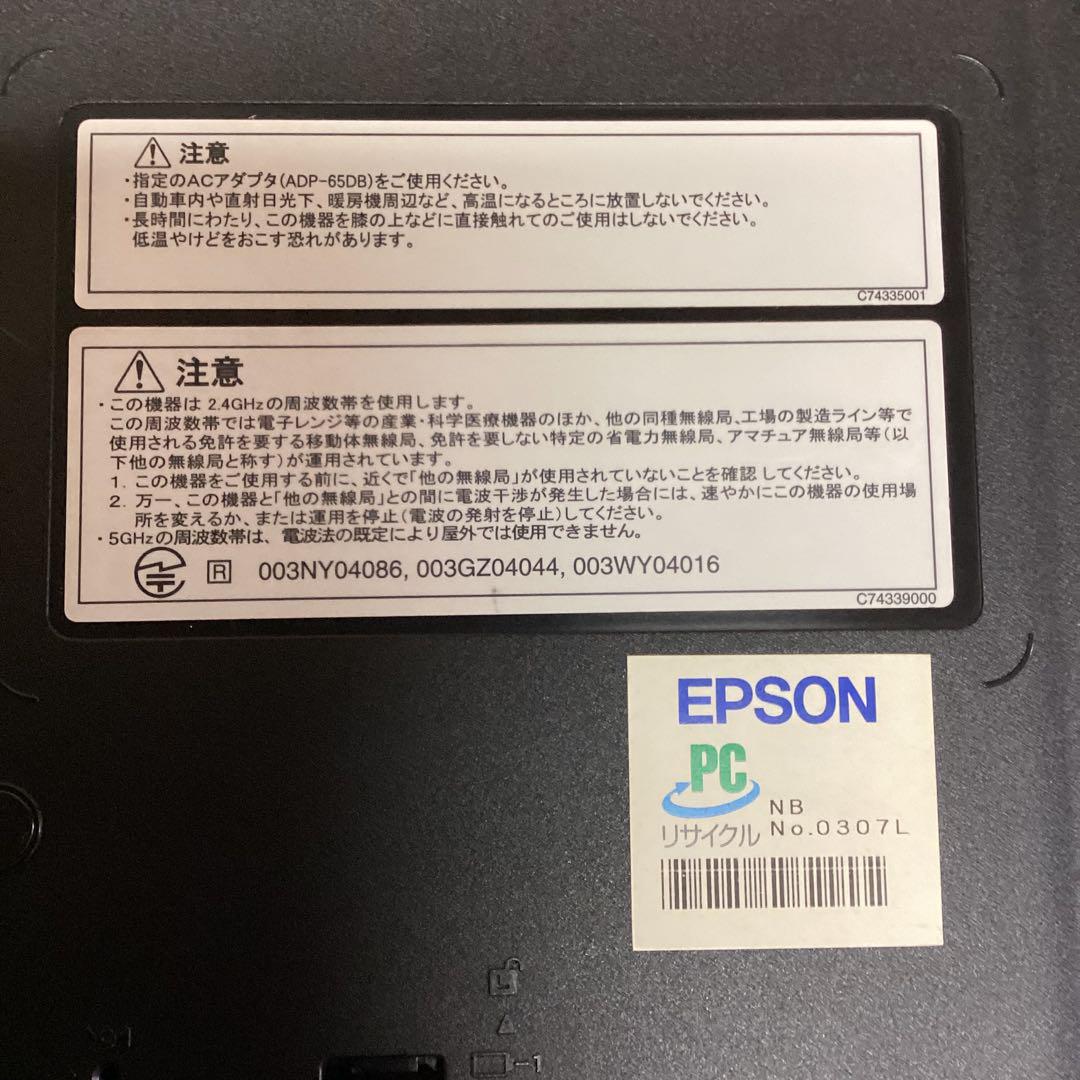 注意
・指定のACアダプタ(ADP-65DB)をご使用ください。
・自動車内や直射日光下、暖房機周辺など、高温になるところに放置しないでください。
・長時間にわたり、この機器を膝の上などに直接触れてのご使用はしないでください。
低温やけどをおこす恐れがあります。
C74335001
注意
・この機器は 2.4GHzの周波数帯を使用します。
この周波数帯では電子レンジ等の産業・科学医療機器のほか、他の同種無線局、工場の製造ライン等で
使用される免許を要する移動体無線局、免許を要しない特定の省電力無線局、アマチュア無線局等(以
下他の無線局と称す)が運用されています。
1. この機器をご使用する前に、近くで「他の無線局」が使用されていないことを確認してください。
2. 万一、この機器と「他の無線局」との間に電波干渉が発生した場合には、速やかにこの機器の使用場
所を変えるか、または運用を停止(電波の発射を停止)してください。
・5GHzの周波数帯は、電波法の既定により屋外では使用できません。
R 003NY04086, 003GZ04044, 003WY04016
C74339000
EPSON
PC
リサイクル
NB
No.0307L
L
-1